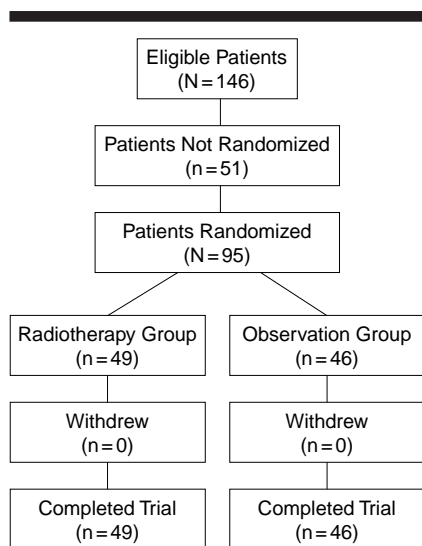 Eligible Patients
(N=146)
Patients Not Randomized
(n=51)
Patients Randomized
(N=95)
Radiotherapy Group
(n=49)
Observation Group
(n=46)
Withdrew
(n=0)
Withdrew
(n=0)
Completed Trial
(n=49)
Completed Trial
(n=46)